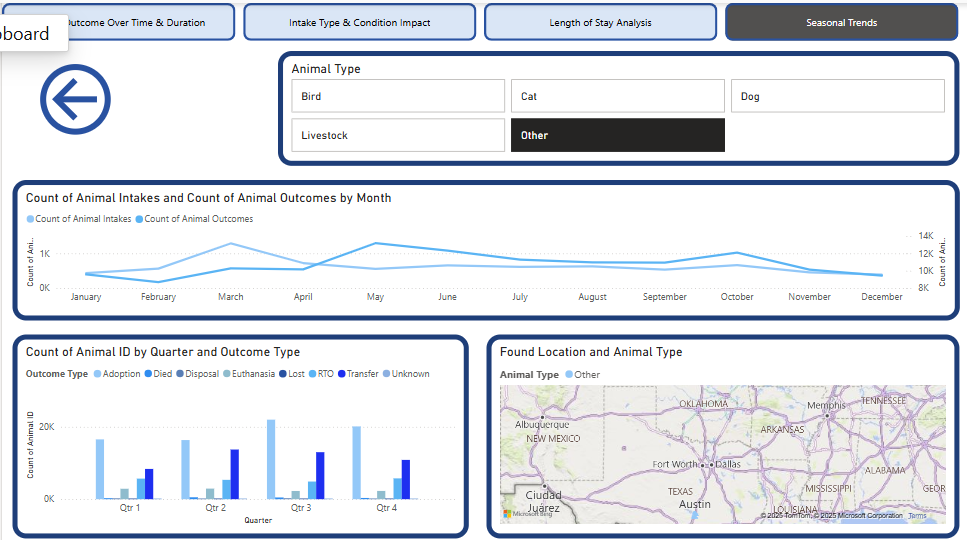 Outcome Over Time & Duration
Intake Type & Condition Impact
Length of Stay Analysis
Seasonal Trends
board
Animal Type
Bird
Cat
Dog
Livestock
Other
Count of Animal Intakes and Count of Animal Outcomes by Month
Count of Animal Intakes Count of Animal Outcomes
Count of Ani..
1K
0K
14K
12K
10K
8K
Count of Ani..
January February March April May June July August September October November December
Count of Animal ID by Quarter and Outcome Type
Outcome Type Adoption Died Disposal Euthanasia Lost RTO Transfer Unknown
Count of Animal ID
20K
0K
Qtr 1 Qtr 2 Qtr 3 Qtr 4
Quarter
Found Location and Animal Type
Animal Type Other
OKLAHOMA
Memphis
TENNESSEE
Albuquerque
NEW MEXICO
ARKANSAS
Fort Worth
Dallas
ALABAMA
TEXAS
MISSISSIPPI
GEOR
Ciudad
Juárez
Austin
LOUISIANA
Microsoft Bing
© 2025 TomTom, © 2025 Microsoft Corporation Terms